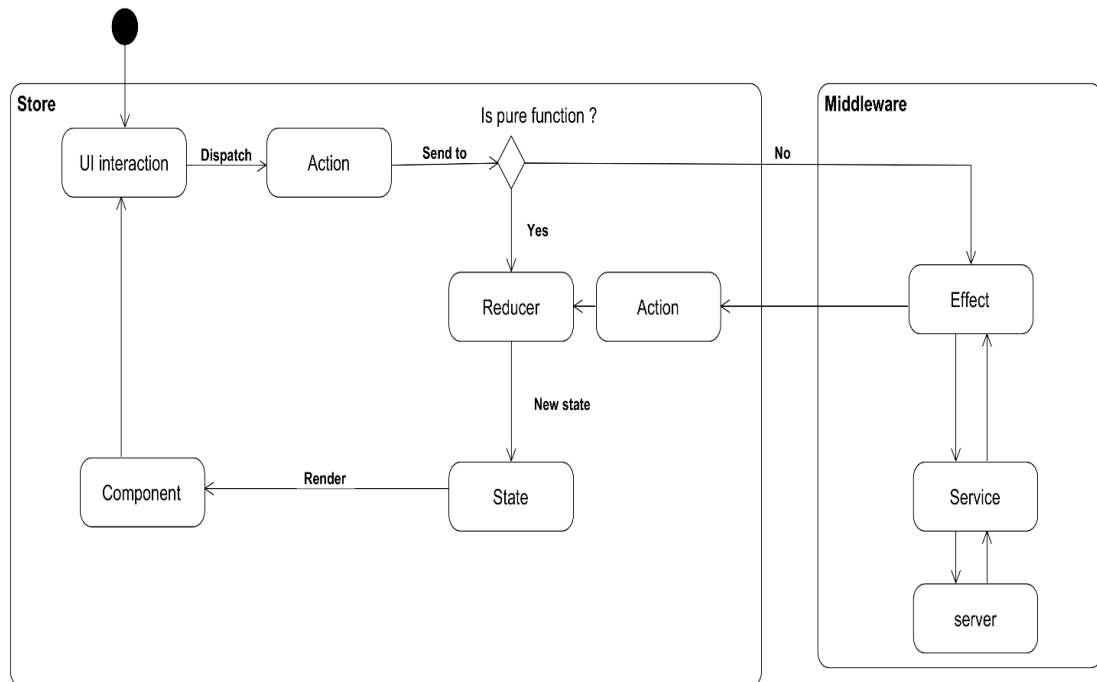 Store
Middleware
Is pure function ?
UI interaction
Dispatch
Action
Send to
No
Yes
Reducer
Action
Effect
New state
Component
Render
State
Service
server